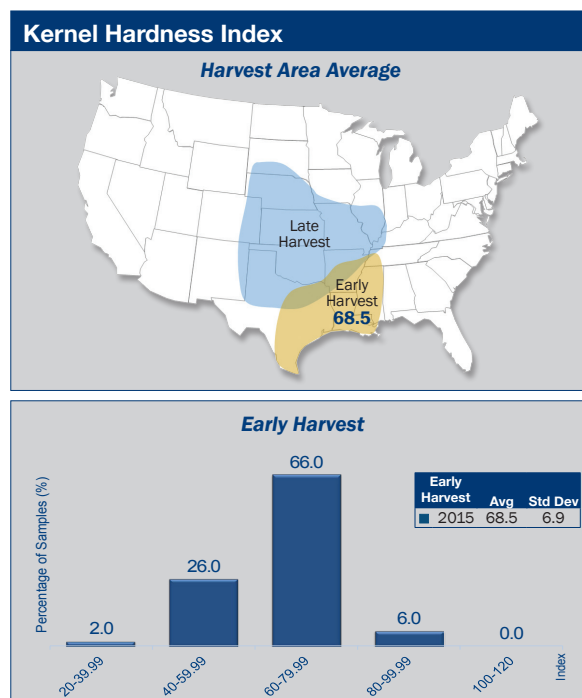 Kernel Hardness Index
Harvest Area Average
Late
Harvest
Early
Harvest
68.5
Early Harvest
Percentage of Samples (%)
2.0
26.0
66.0
6.0
0.0
Early
Harvest Avg Std Dev
2015 68.5 6.9
20-39.99
40-59.99
60-79.99
80-99.99
100-120
Index